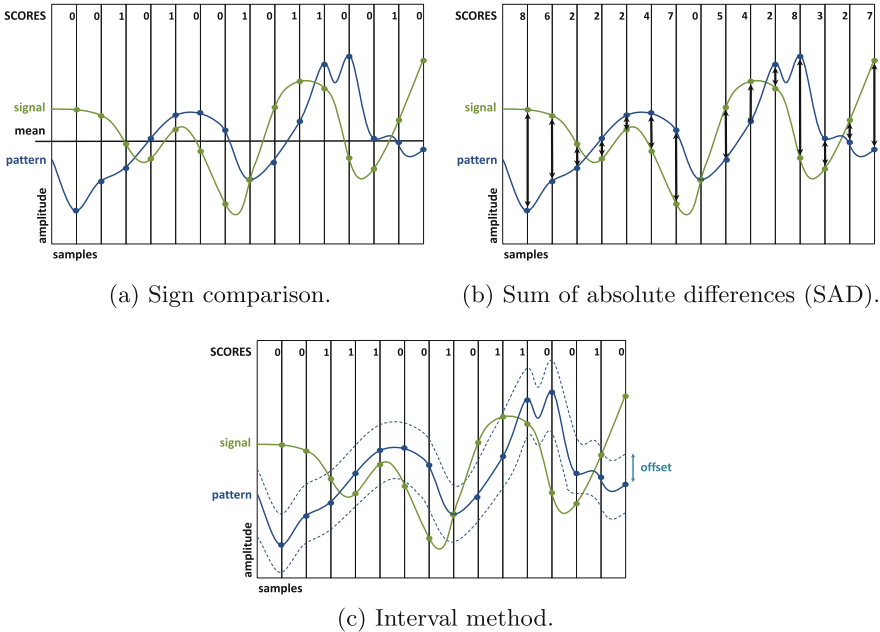 SCORES 0 0 1 0 1 0 0 1 0 1 1 0 0 1 0
signal
mean
pattern
amplitude
samples
(a) Sign comparison.
SCORES 8 6 2 2 2 4 7 0 5 4 2 8 3 2 7
signal
pattern
amplitude
samples
(b) Sum of absolute differences (SAD).
SCORES 0 0 1 1 1 0 0 1 0 1 1 0 0 1 0
signal
pattern
offset
amplitude
samples
(c) Interval method.